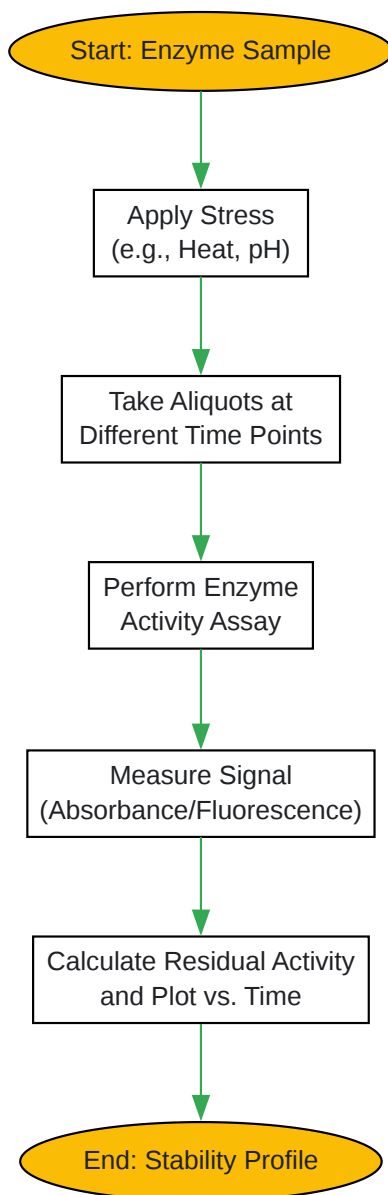 Start: Enzyme Sample
Apply Stress
(e.g., Heat, pH)
Take Aliquots at
Different Time Points
Perform Enzyme
Activity Assay
Measure Signal
(Absorbance/Fluorescence)
Calculate Residual Activity
and Plot vs. Time
End: Stability Profile